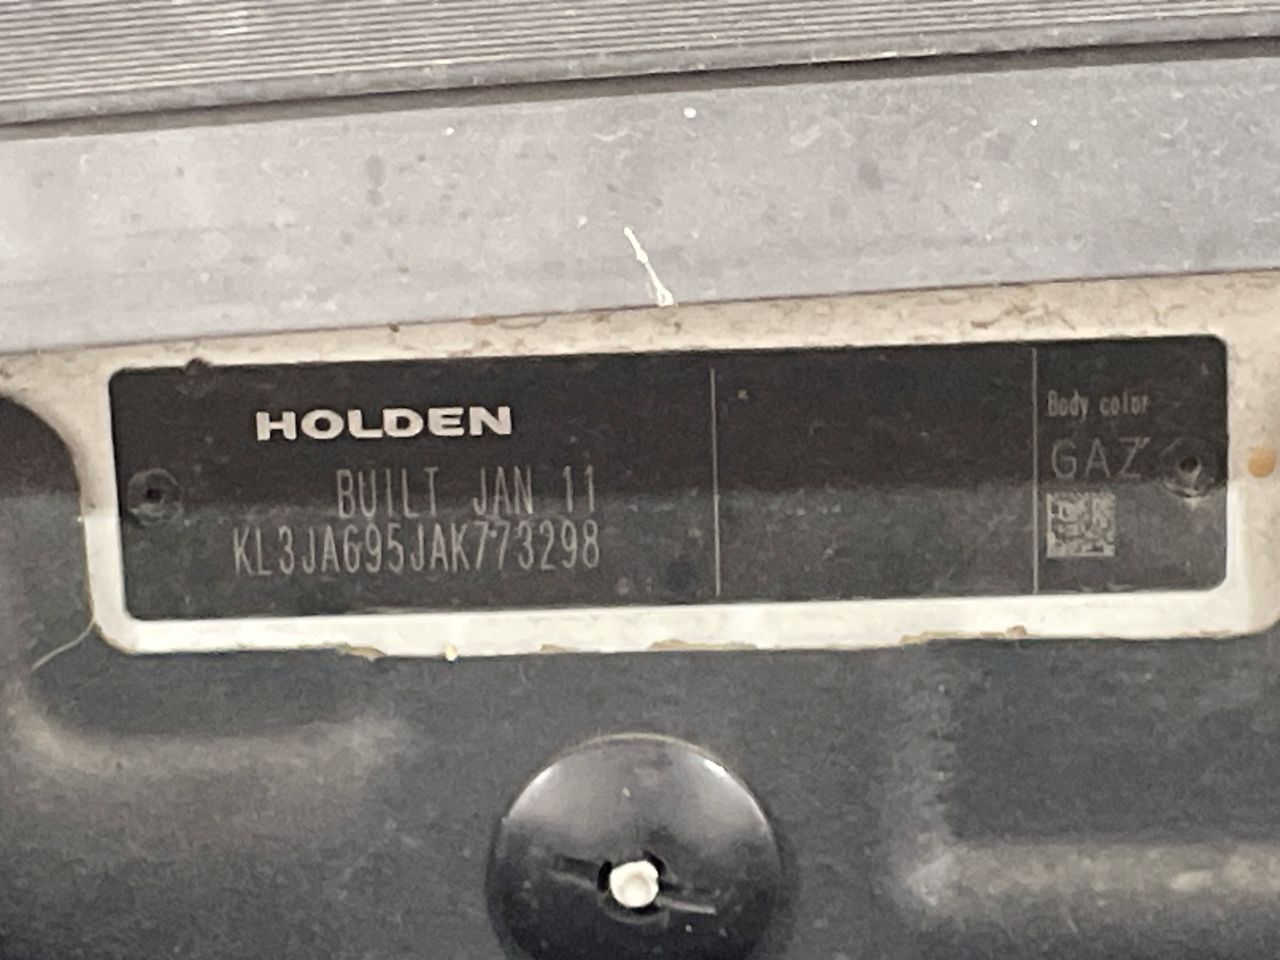 HOLDEN
BUILT JAN 11
KL3JA695JAK773298
Body color
GAZ